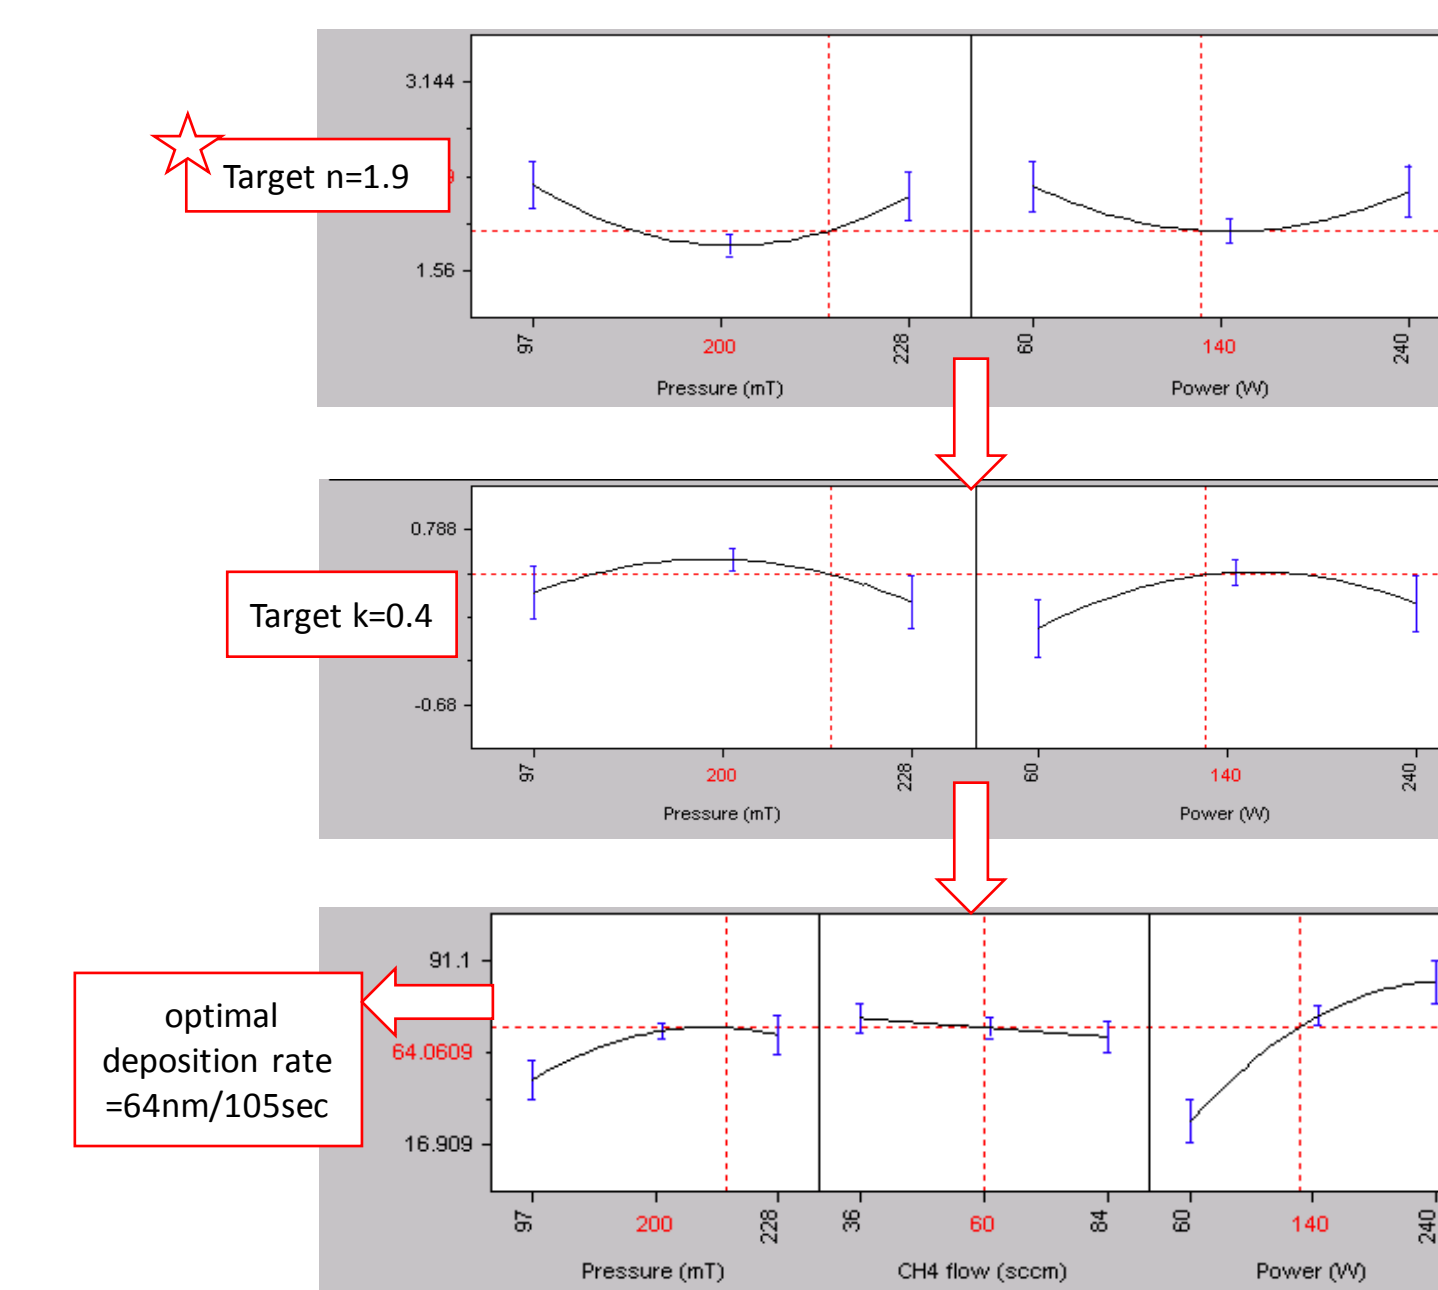 3.144
Target n=1.9
1.56
97
200
228
60
140
240
Pressure (mT)
Power (W)
0.788
Target k=0.4
-0.68
97
200
228
60
140
240
Pressure (mT)
Power (W)
91.1
optimal
deposition rate
=64nm/105sec
64.0609
16.909
97
200
228
36
60
84
60
140
240
Pressure (mT)
CH4 flow (sccm)
Power (W)